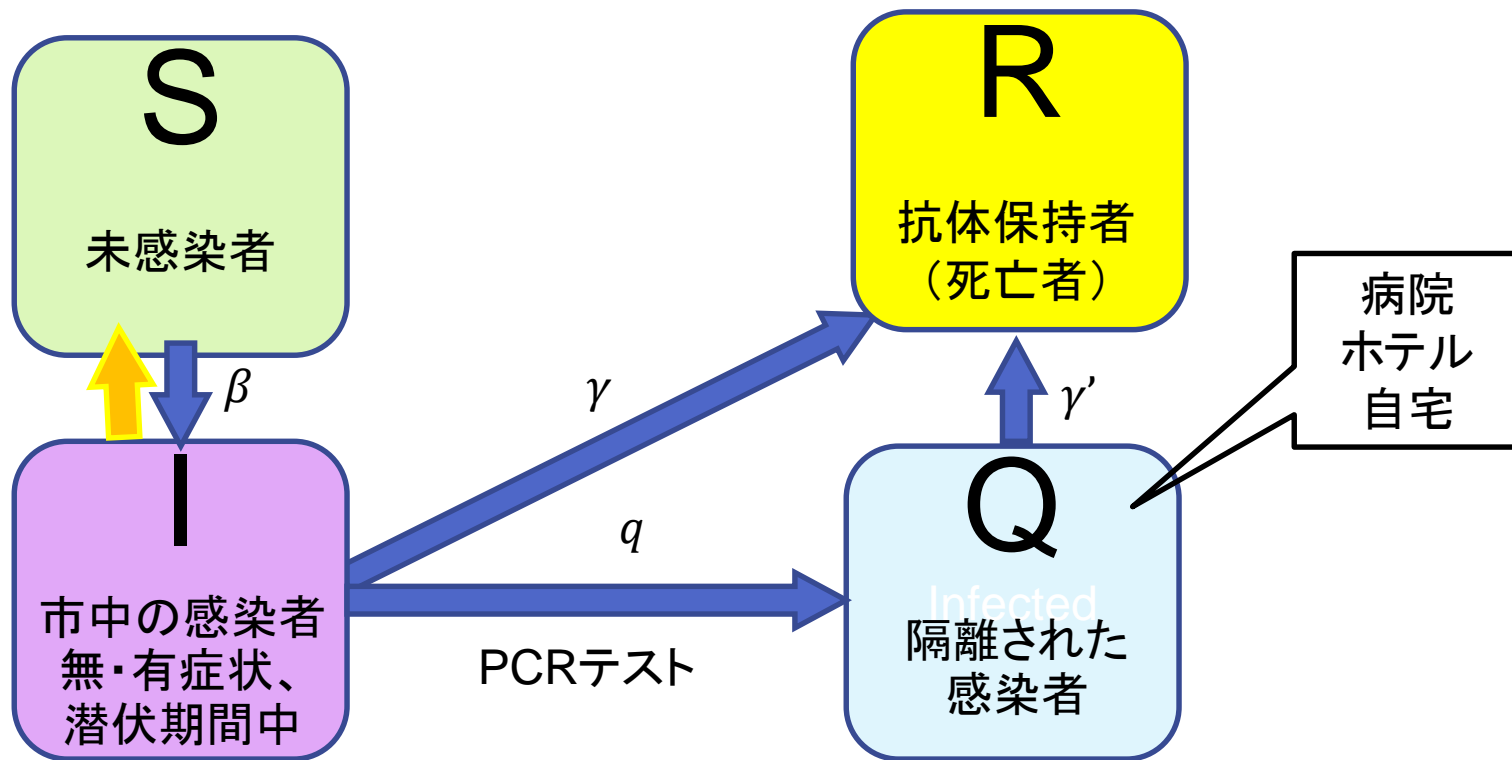 S
未感染者
R
抗体保持者
（死亡者）
病院
ホテル
自宅
β
γ
γ’
q
PCRテスト
I
市中の感染者
無・有症状、
潜伏期間中
Q
Infected
隔離された
感染者